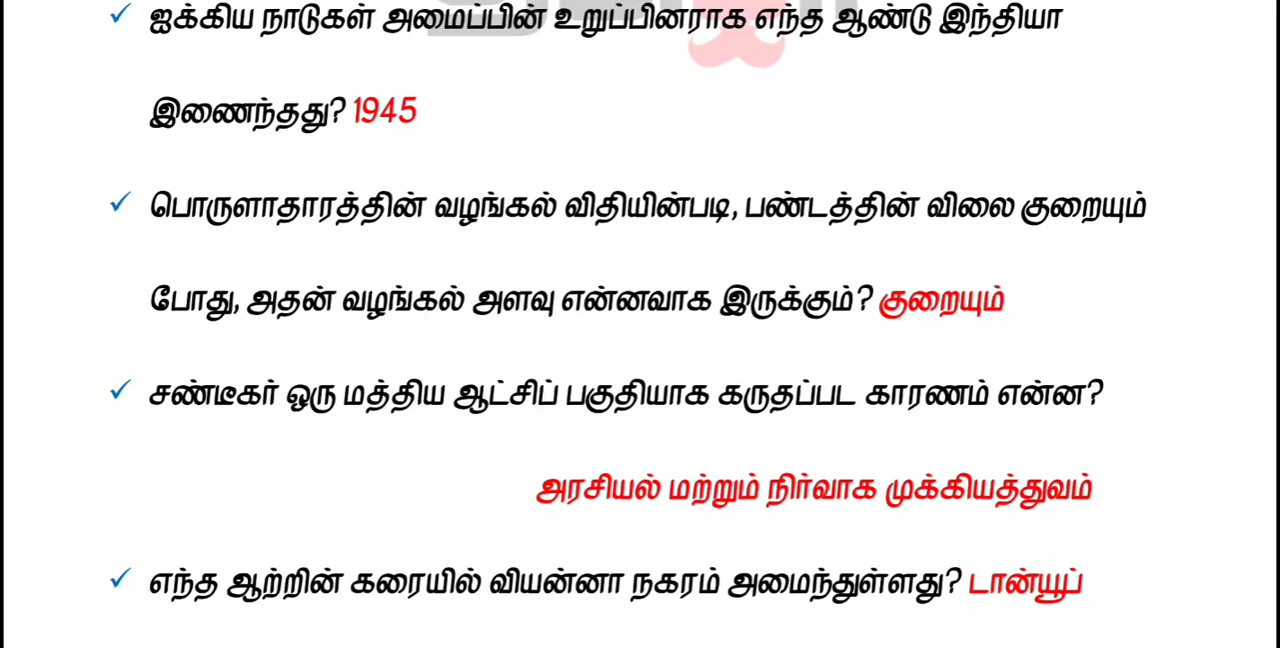 ✓ ஐக்கிய நாடுகள் அமைப்பின் உறுப்பினராக எந்த ஆண்டு இந்தியா
இணைந்தது? 1945
✓ பொருளாதாரத்தின் வழங்கல் விதியின்படி, பண்டத்தின் விலை குறையும்
போது, அதன் வழங்கல் அளவு என்னவாக இருக்கும்? குறையும்
✓ சண்டீகர் ஒரு மத்திய ஆட்சிப் பகுதியாக கருதப்பட காரணம் என்ன?
அரசியல் மற்றும் நிர்வாக முக்கியத்துவம்
✓ எந்த ஆற்றின் கரையில் வியன்னா நகரம் அமைந்துள்ளது? டான்யூப்